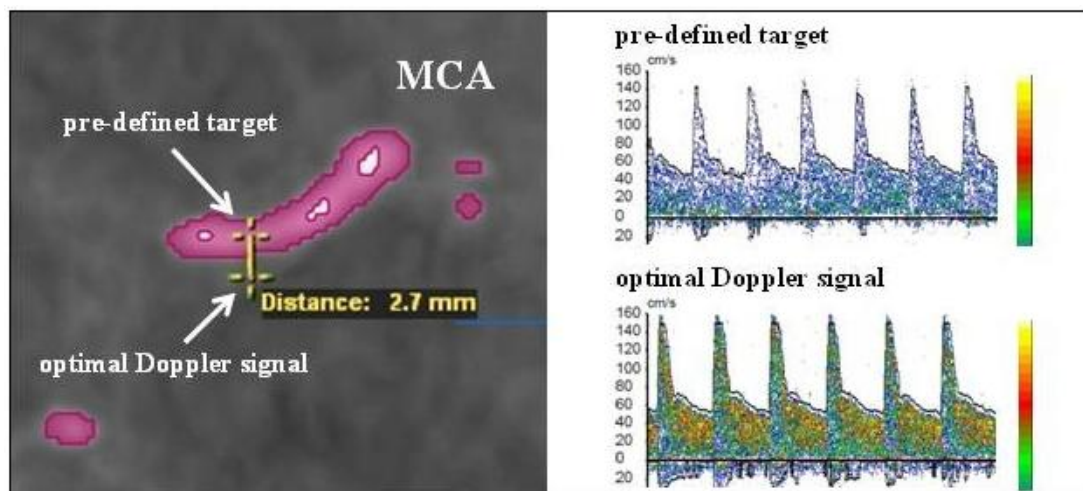 MCA
pre-defined target
Distance: 2.7 mm
optimal Doppler signal
pre-defined target
cm/s
160
140
120
100
80
60
40
20
0
20
optimal Doppler signal
cm/s
160
140
120
100
80
60
40
20
0
20